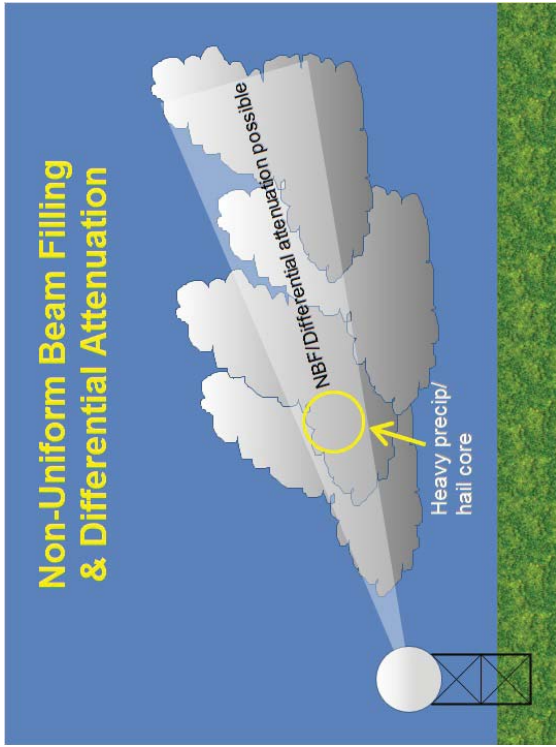 Non-Uniform Beam Filling
& Differential Attenuation
NBF/Differential attenuation possible
Heavy precip/
hail core